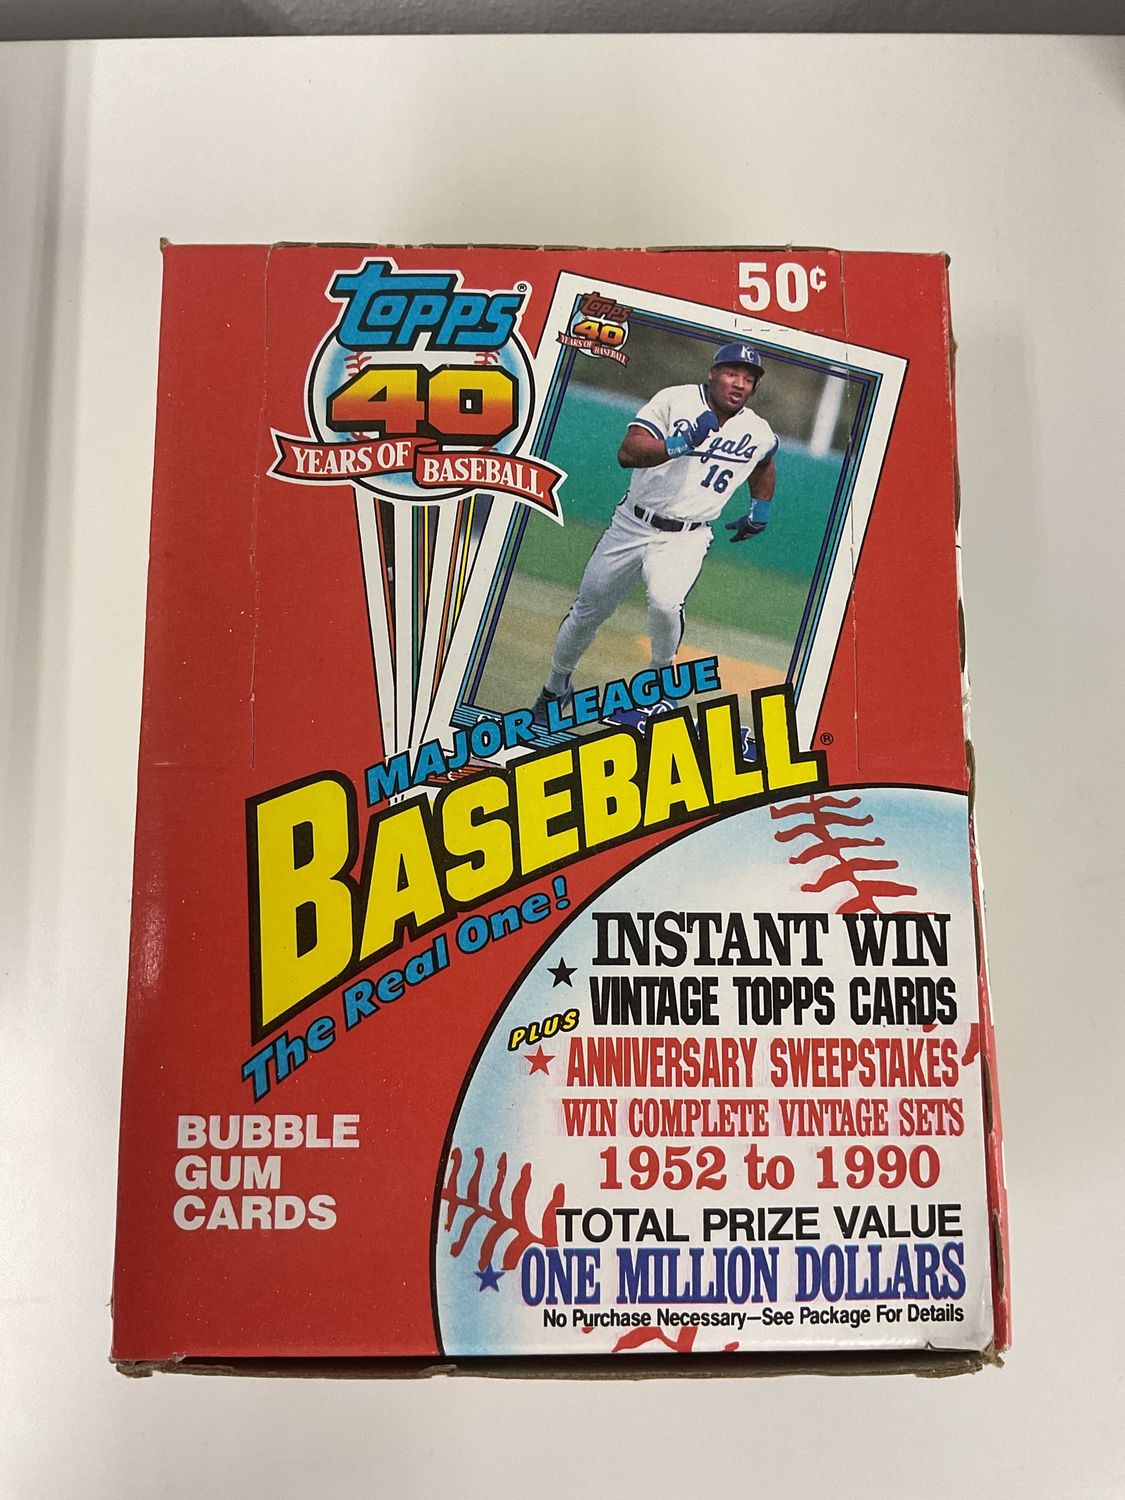 50¢
TOPPS®
40
YEARS OF BASEBALL
TOPPS
40
YEARS OF BASEBALL
KC
Royals
16
MAJOR LEAGUE
BASEBALL®
The Real One!
INSTANT WIN
★ VINTAGE TOPPS CARDS
PLUS
★ ANNIVERSARY SWEEPSTAKES
WIN COMPLETE VINTAGE SETS
1952 to 1990
BUBBLE
GUM
CARDS
TOTAL PRIZE VALUE
★ ONE MILLION DOLLARS
No Purchase Necessary—See Package For Details